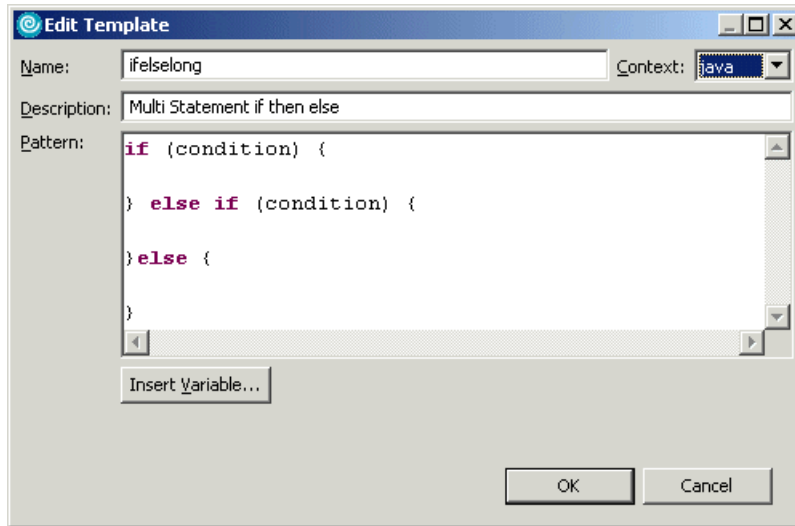 Edit Template
Name: ifelselong Context: java
Description: Multi Statement if then else
Pattern: if (condition) {
} else if (condition) {
}else {
}
Insert Variable...
OK Cancel